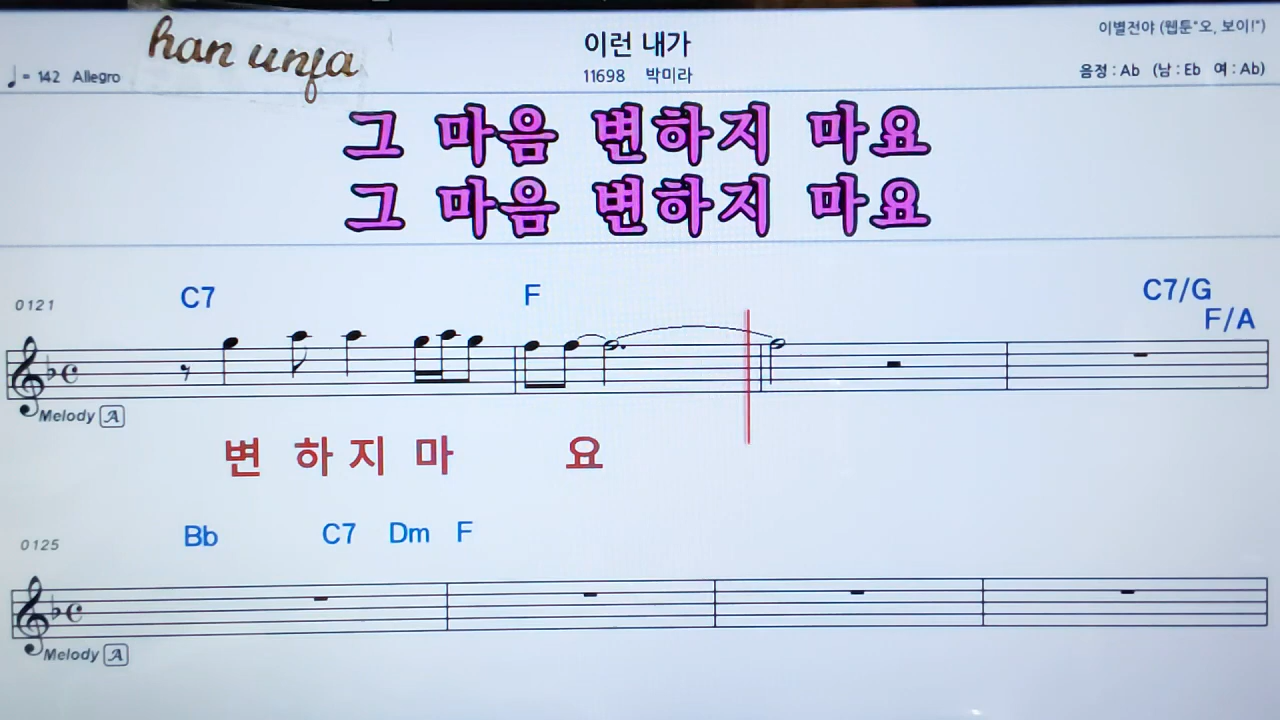 han unja
이런 내가
이별전야 (웹툰"오, 보이!")
♩= 142 Allegro
11698 박미라
음정 : Ab (남 : Eb 여 : Ab)
그 마음 변하지 마요
그 마음 변하지 마요
0121
C7 F C7/G F/A
Melody A
변 하 지 마 요
0125
Bb C7 Dm F
Melody A